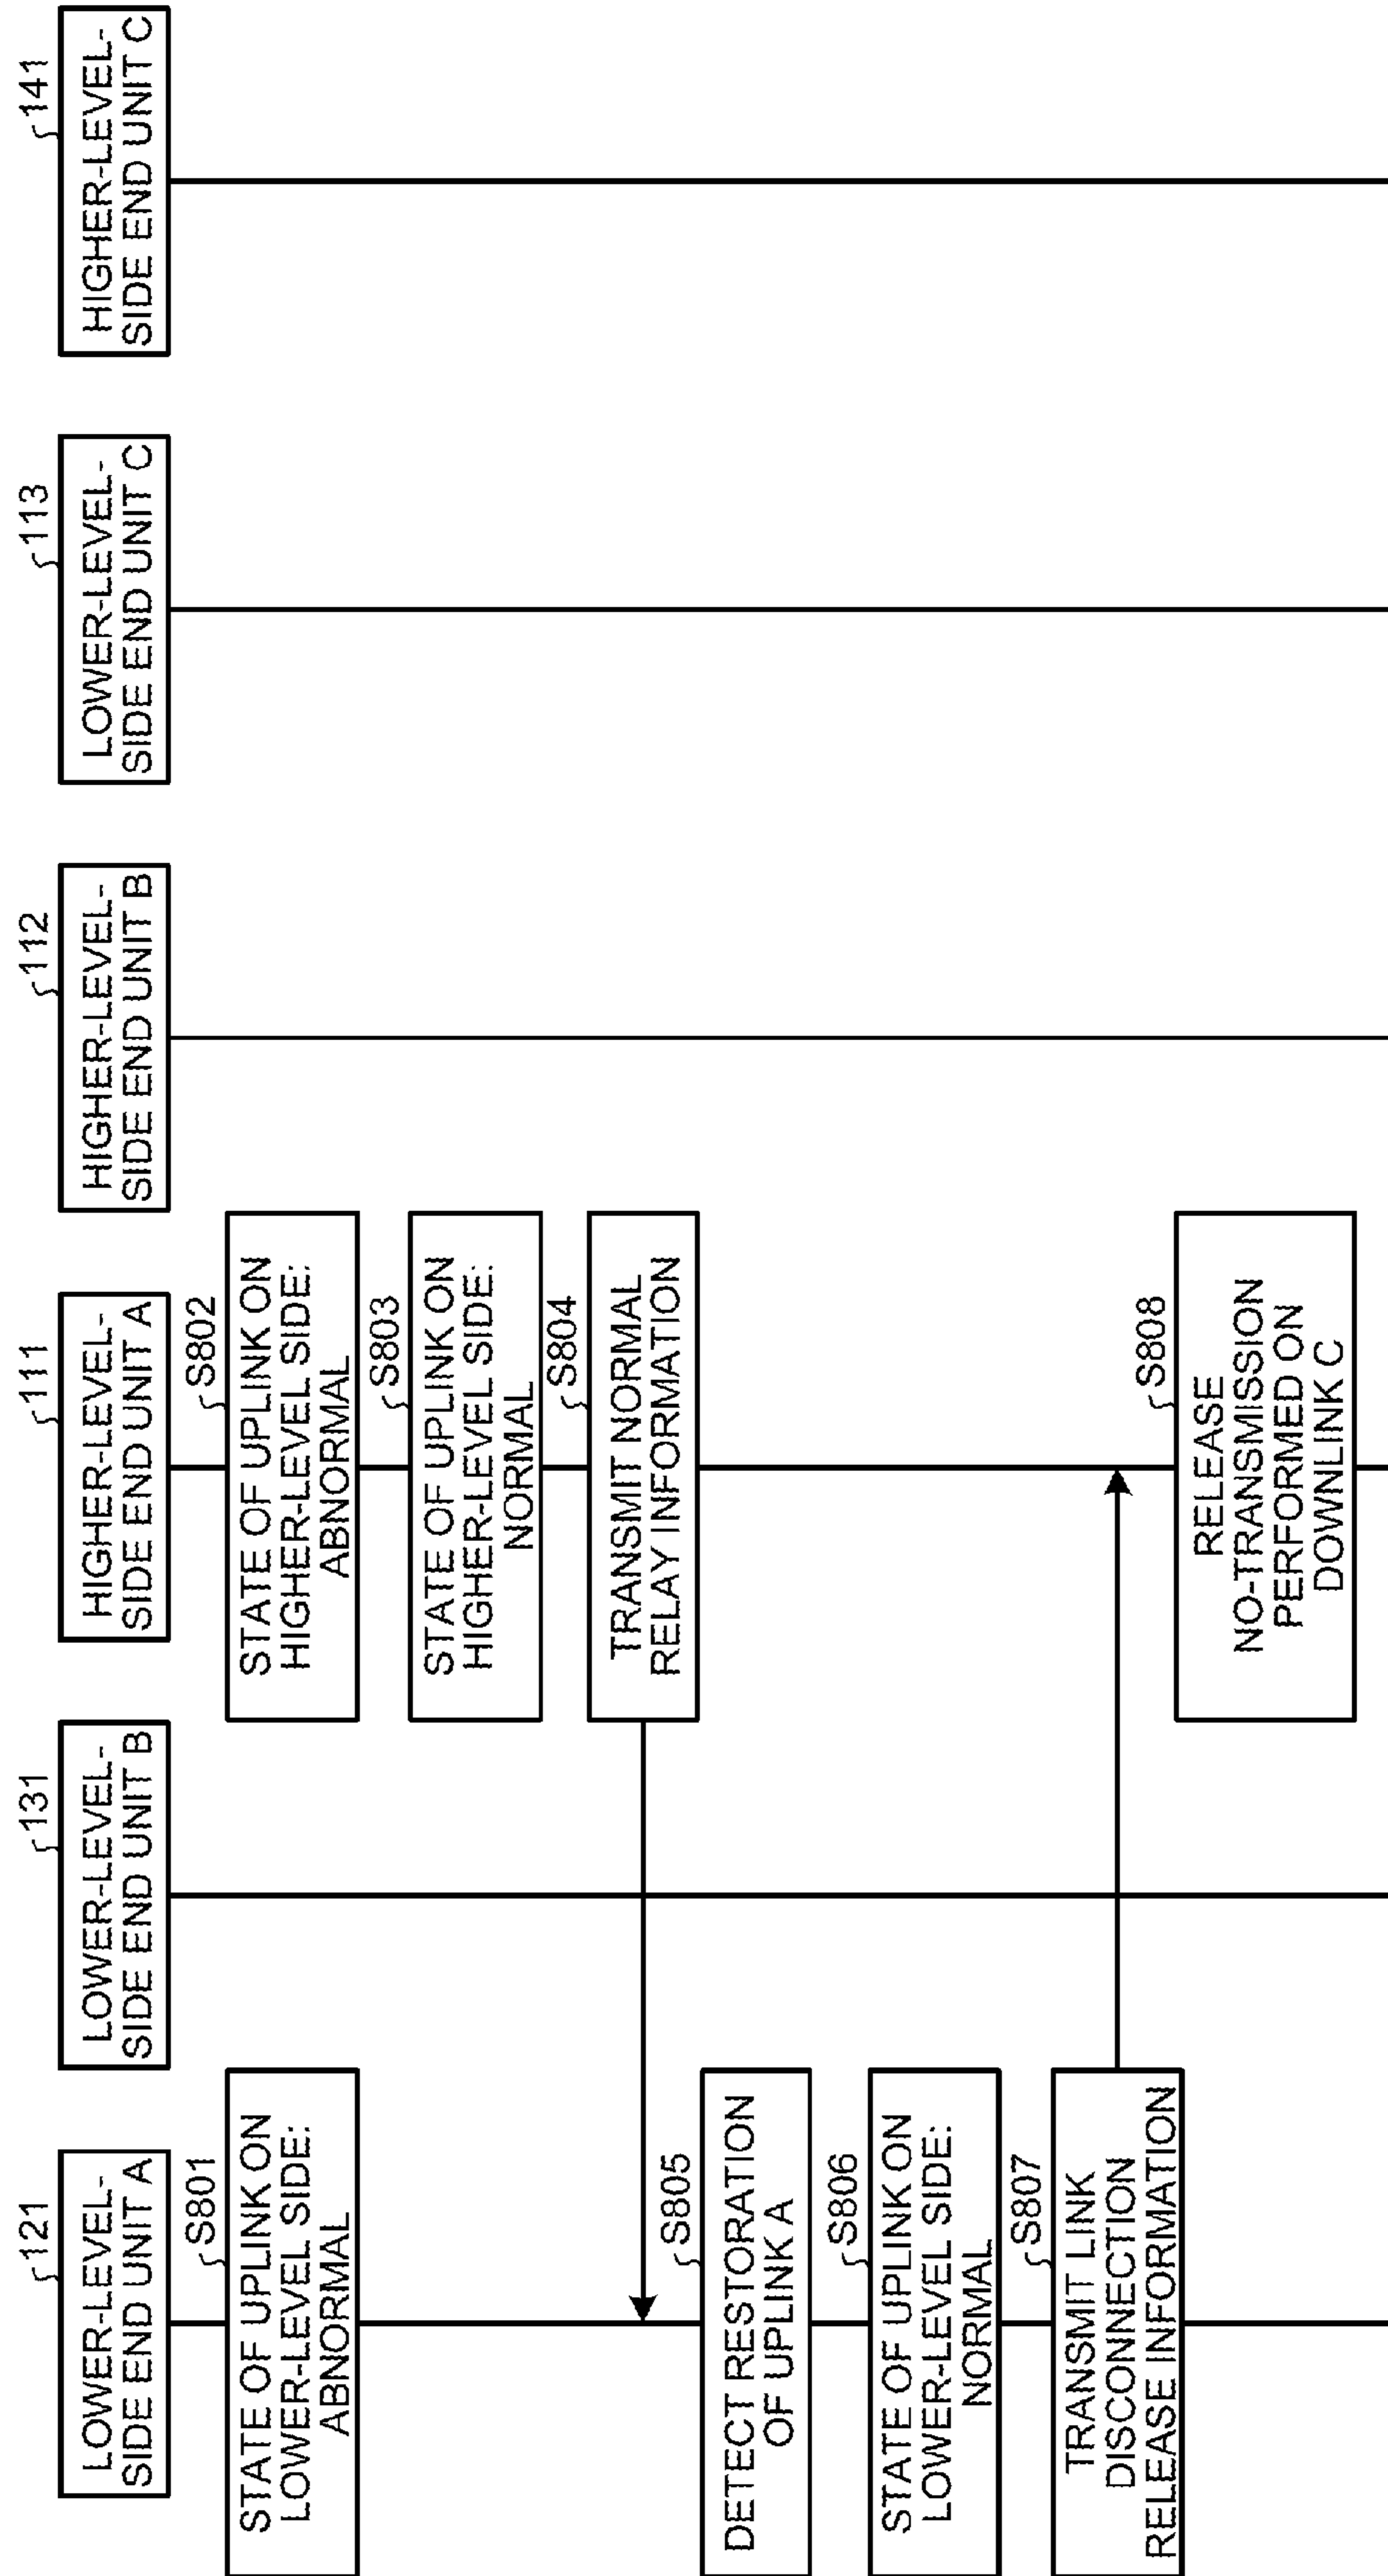 121
LOWER-LEVEL-
SIDE END UNIT A
131
LOWER-LEVEL-
SIDE END UNIT B
111
HIGHER-LEVEL-
SIDE END UNIT A
112
HIGHER-LEVEL-
SIDE END UNIT B
113
LOWER-LEVEL-
SIDE END UNIT C
141
HIGHER-LEVEL-
SIDE END UNIT C
S801
STATE OF UPLINK ON
LOWER-LEVEL SIDE:
ABNORMAL
S802
STATE OF UPLINK ON
HIGHER-LEVEL SIDE:
ABNORMAL
S803
STATE OF UPLINK ON
HIGHER-LEVEL SIDE:
NORMAL
S804
TRANSMIT NORMAL
RELAY INFORMATION
S805
DETECT RESTORATION
OF UPLINK A
S806
STATE OF UPLINK ON
LOWER-LEVEL SIDE:
NORMAL
S807
TRANSMIT LINK
DISCONNECTION
RELEASE INFORMATION
S808
RELEASE
NO-TRANSMISSION
PERFORMED ON
DOWNLINK C